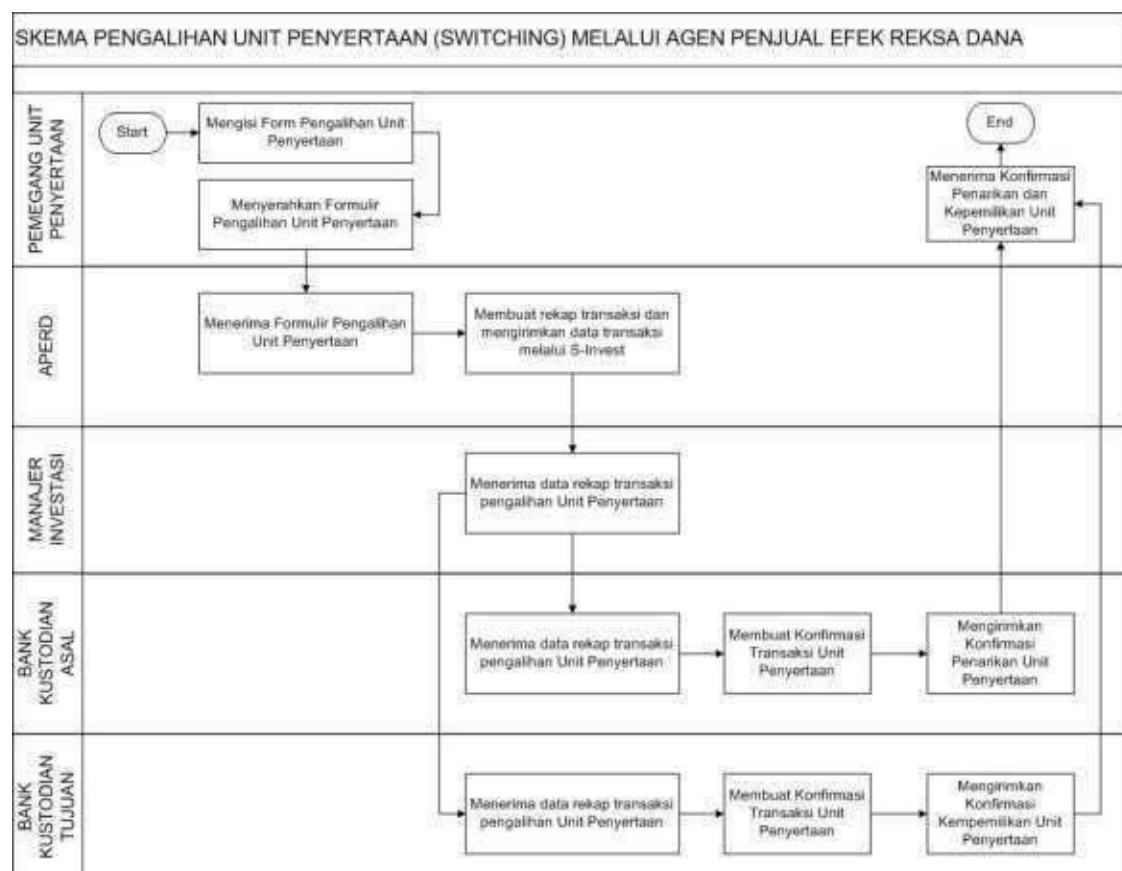 SKEMA PENGALIHAN UNIT PENYERTAAN (SWITCHING) MELALUI AGEN PENJUAL EFEK REKSA DANA
PEMEGANG UNIT
PENYERTAAN
Start
Mengisi Form Pengalihan Unit
Penyertaan
Menyerahkan Formulir
Pengalihan Unit Penyertaan
End
Menerima Konfirmasi
Penarikan dan
Kepemilikan Unit
Penyertaan
APERD
Menerima Formulir Pengalihan
Unit Penyertaan
Membuat rekap transaksi dan
mengirimkan data transaksi
melalui S-Invest
MANAJER
INVESTASI
Menerima data rekap transaksi
pengalihan Unit Penyertaan
BANK
KUSTODIAN
ASAL
Menerima data rekap transaksi
pengalihan Unit Penyertaan
Membuat Konfirmasi
Transaksi Unit
Penyertaan
Mengirimkan
Konfirmasi
Penarikan Unit
Penyertaan
BANK
KUSTODIAN
TUJUAN
Menerima data rekap transaksi
pengalihan Unit Penyertaan
Membuat Konfirmasi
Transaksi Unit
Penyertaan
Mengirimkan
Konfirmasi
Kempemilikan Unit
Penyertaan